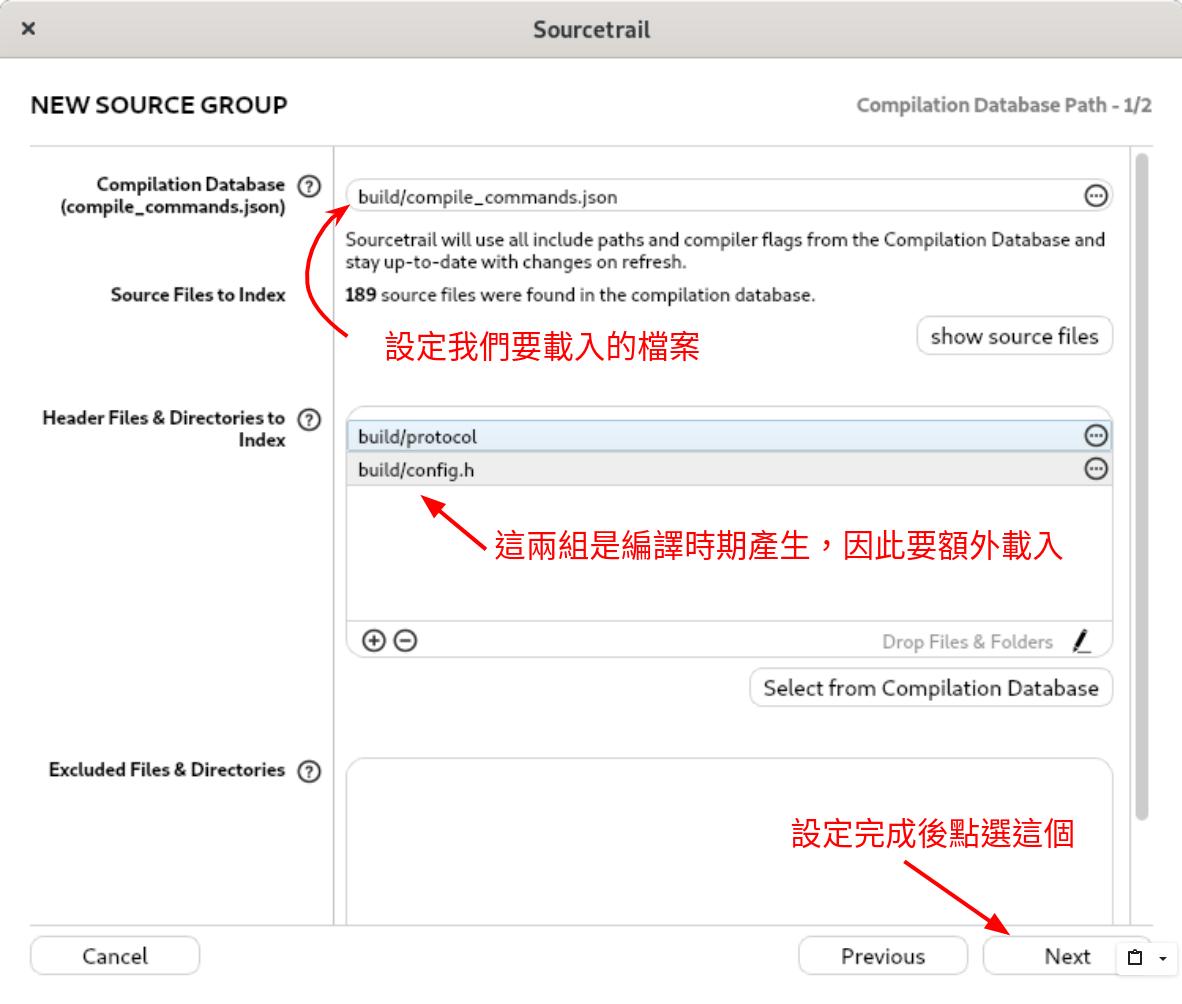 Sourcetrail
NEW SOURCE GROUP
Compilation Database Path - 1/2
Compilation Database
(compile_commands.json)
build/compile_commands.json
Sourcetrail will use all include paths and compiler flags from the Compilation Database and
stay up-to-date with changes on refresh.
Source Files to Index
189 source files were found in the compilation database.
設定我們要載入的檔案
show source files
Header Files & Directories to
Index
build/protocol
build/config.h
這兩組是編譯時期產生，因此要額外載入
Drop Files & Folders
Select from Compilation Database
Excluded Files & Directories
設定完成後點選這個
Cancel
Previous
Next